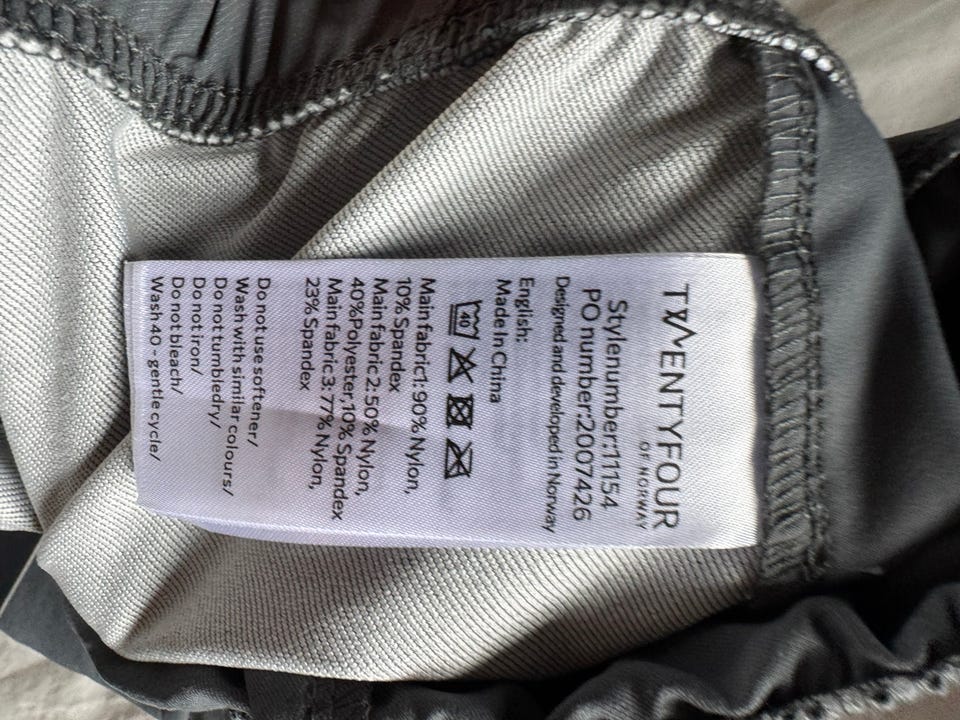 TWENTYFOUR
OF NORWAY
Stylenumber:11154
PO number:2007426
Designed and developed in Norway
English:
Made In China
40
Main fabric1: 90% Nylon,
10% Spandex
Main fabric 2: 50% Nylon,
40%Polyester,10% Spandex
Main fabric 3: 77% Nylon,
23% Spandex
Do not use softener/
Wash with similar colours/
Do not tumbledry/
Do not iron/
Do not bleach/
Wash 40 - gentle cycle/